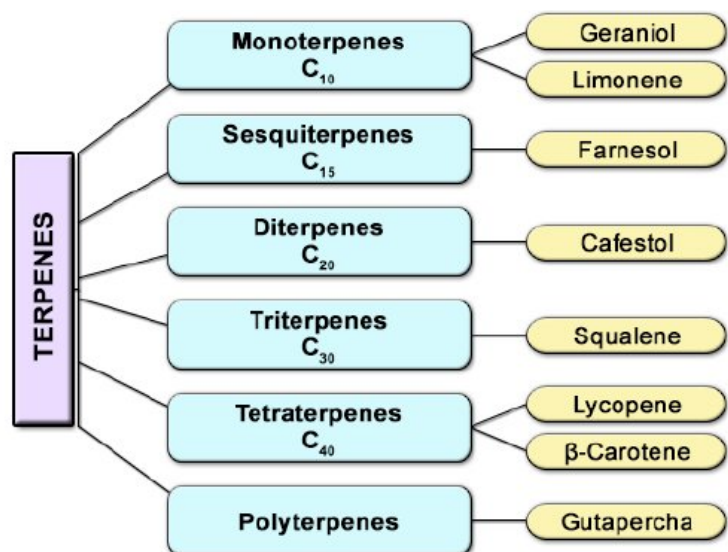 TERPENES
Monoterpenes
C₁₀
Geraniol
Limonene
Sesquiterpenes
C₁₅
Farnesol
Diterpenes
C₂₀
Cafestol
Triterpenes
C₃₀
Squalene
Tetraterpenes
C₄₀
Lycopene
β-Carotene
Polyterpenes
Gutapercha